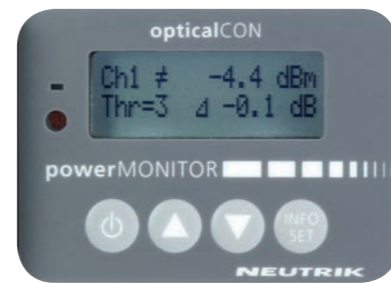 opticalCON
Ch1 ≠ -4.4 dBm
Thr=3 ⊿ -0.1 dB
powerMONITOR
INFO
SET
NEUTRIK